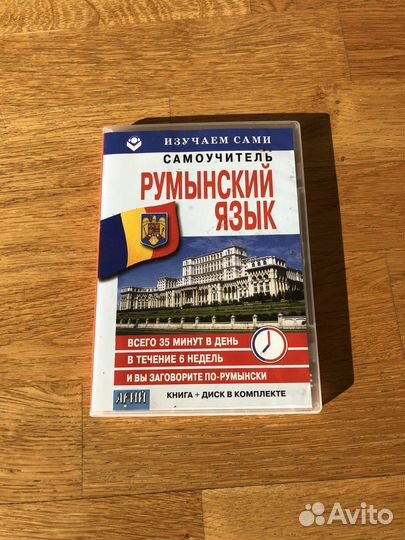 ИЗУЧАЕМ САМИ
САМОУЧИТЕЛЬ
РУМЫНСКИЙ
ЯЗЫК
ВСЕГО 35 МИНУТ В ДЕНЬ
В ТЕЧЕНИЕ 6 НЕДЕЛЬ
И ВЫ ЗАГОВОРИТЕ ПО-РУМЫНСКИ
АРИЙ
КНИГА + ДИСК В КОМПЛЕКТЕ
Avito